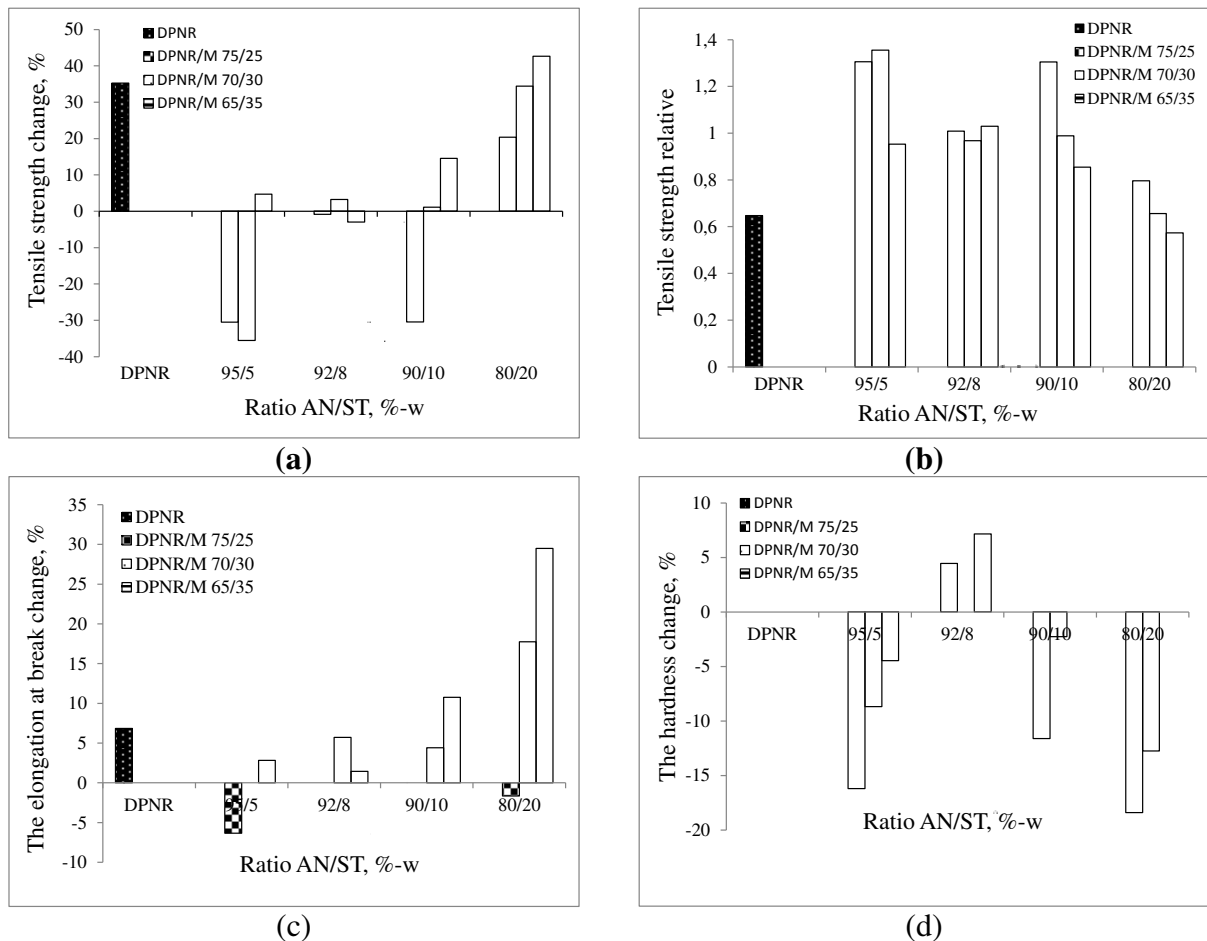 50
40
30
20
10
0
-10
-20
-30
-40
Tensile strength change, %
DPNR
DPNR/M 75/25
DPNR/M 70/30
DPNR/M 65/35
DPNR 95/5 92/8 90/10 80/20
Ratio AN/ST, %-w
(a)
1,4
1,2
1
0,8
0,6
0,4
0,2
0
Tensile strength relative
DPNR
DPNR/M 75/25
DPNR/M 70/30
DPNR/M 65/35
DPNR 95/5 92/8 90/10 80/20
Ratio AN/ST, %-w
(b)
35
30
25
20
15
10
5
0
-5
-10
The elongation at break change, %
DPNR
DPNR/M 75/25
DPNR/M 70/30
DPNR/M 65/35
DPNR 95/5 92/8 90/10 80/20
Ratio AN/ST, %-w
(c)
10
5
0
-5
-10
-15
-20
The hardness change, %
DPNR
DPNR/M 75/25
DPNR/M 70/30
DPNR/M 65/35
DPNR 95/5 92/8 90/10 80/20
Ratio AN/ST, %-w
(d)